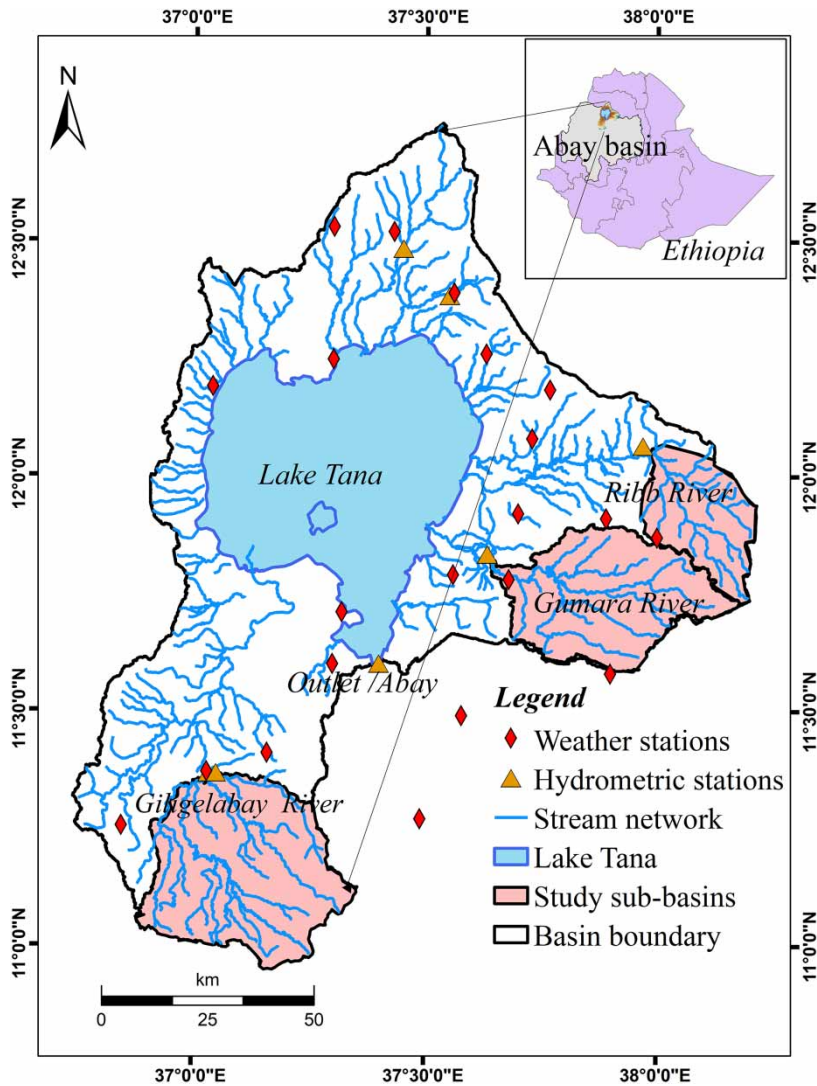 37°0'0"E
37°30'0"E
38°0'0"E
N
Abay basin
Ethiopia
12°30'0"N
12°30'0"N
Lake Tana
12°0'0"N
12°0'0"N
Ribb River
Gumara River
Outlet /Abay
11°30'0"N
11°30'0"N
Gilgelabay River
Legend
Weather stations
Hydrometric stations
Stream network
Lake Tana
Study sub-basins
Basin boundary
11°0'0"N
11°0'0"N
km
0
25
50
37°0'0"E
37°30'0"E
38°0'0"E